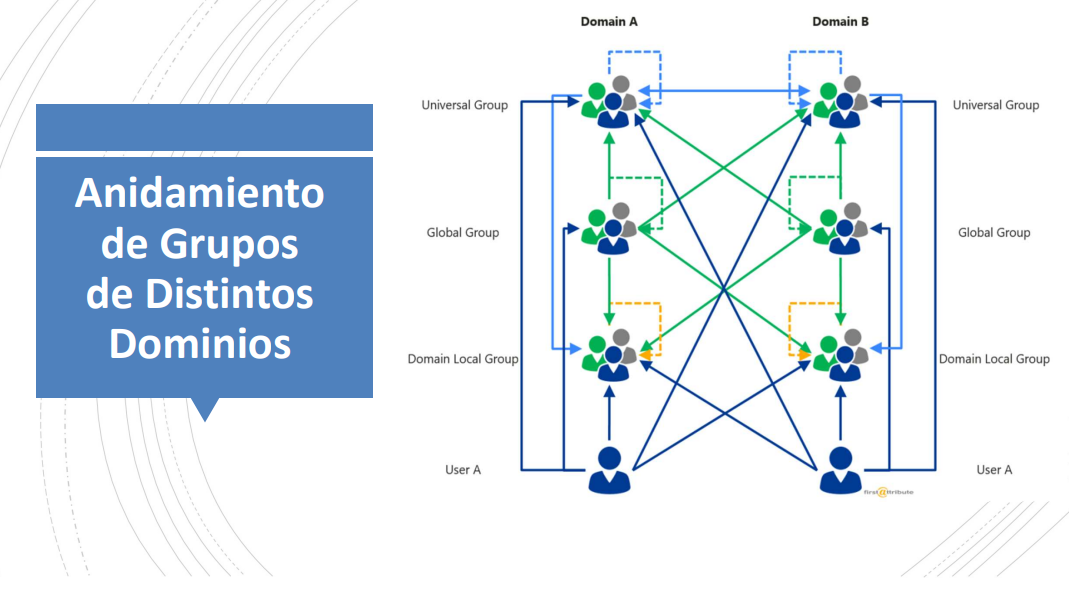 Anidamiento
de Grupos
de Distintos
Dominios
Domain A
Domain B
Universal Group
Universal Group
Global Group
Global Group
Domain Local Group
Domain Local Group
User A
User A
first@ttribute